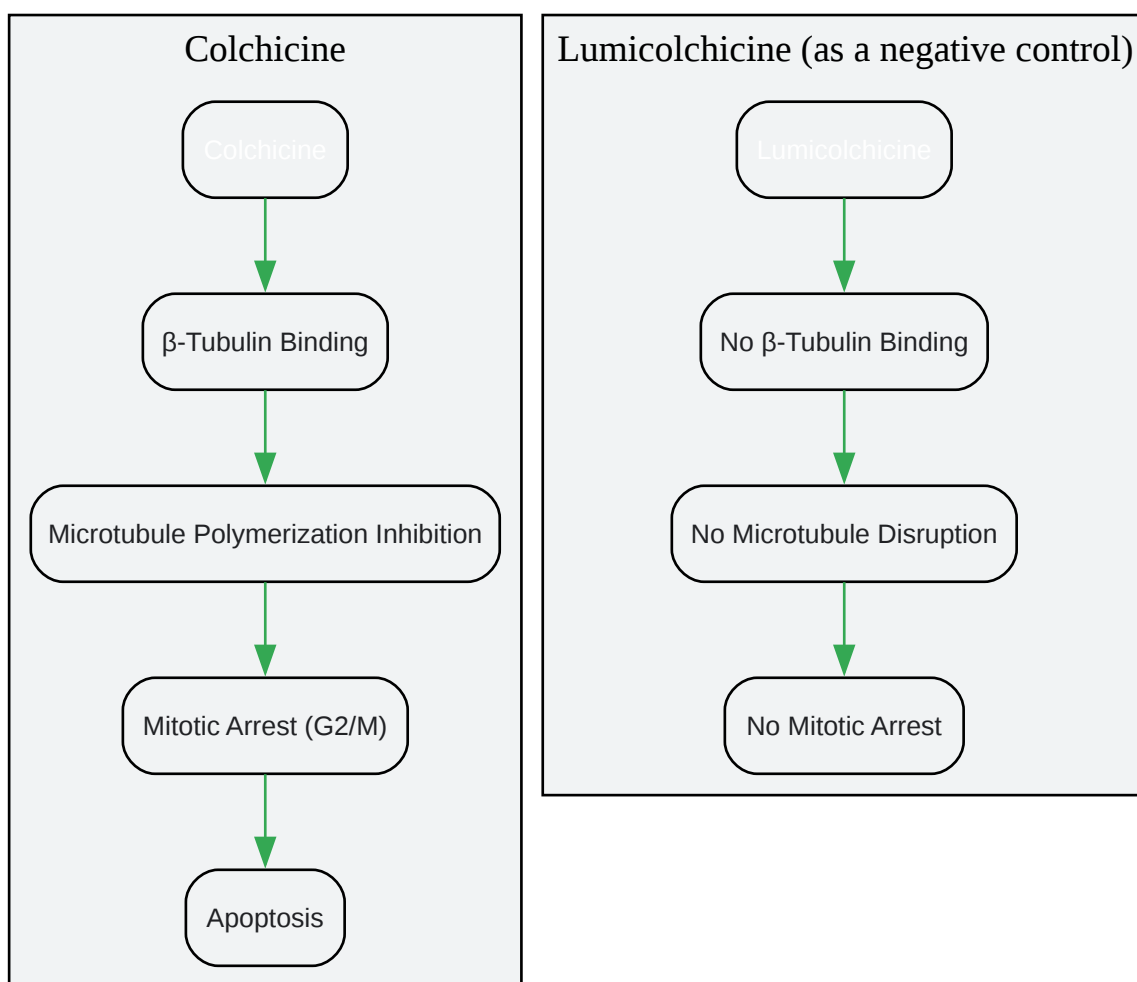 Colchicine
Colchicine
β-Tubulin Binding
Microtubule Polymerization Inhibition
Mitotic Arrest (G2/M)
Apoptosis
Lumicolchicine (as a negative control)
Lumicolchicine
No β-Tubulin Binding
No Microtubule Disruption
No Mitotic Arrest